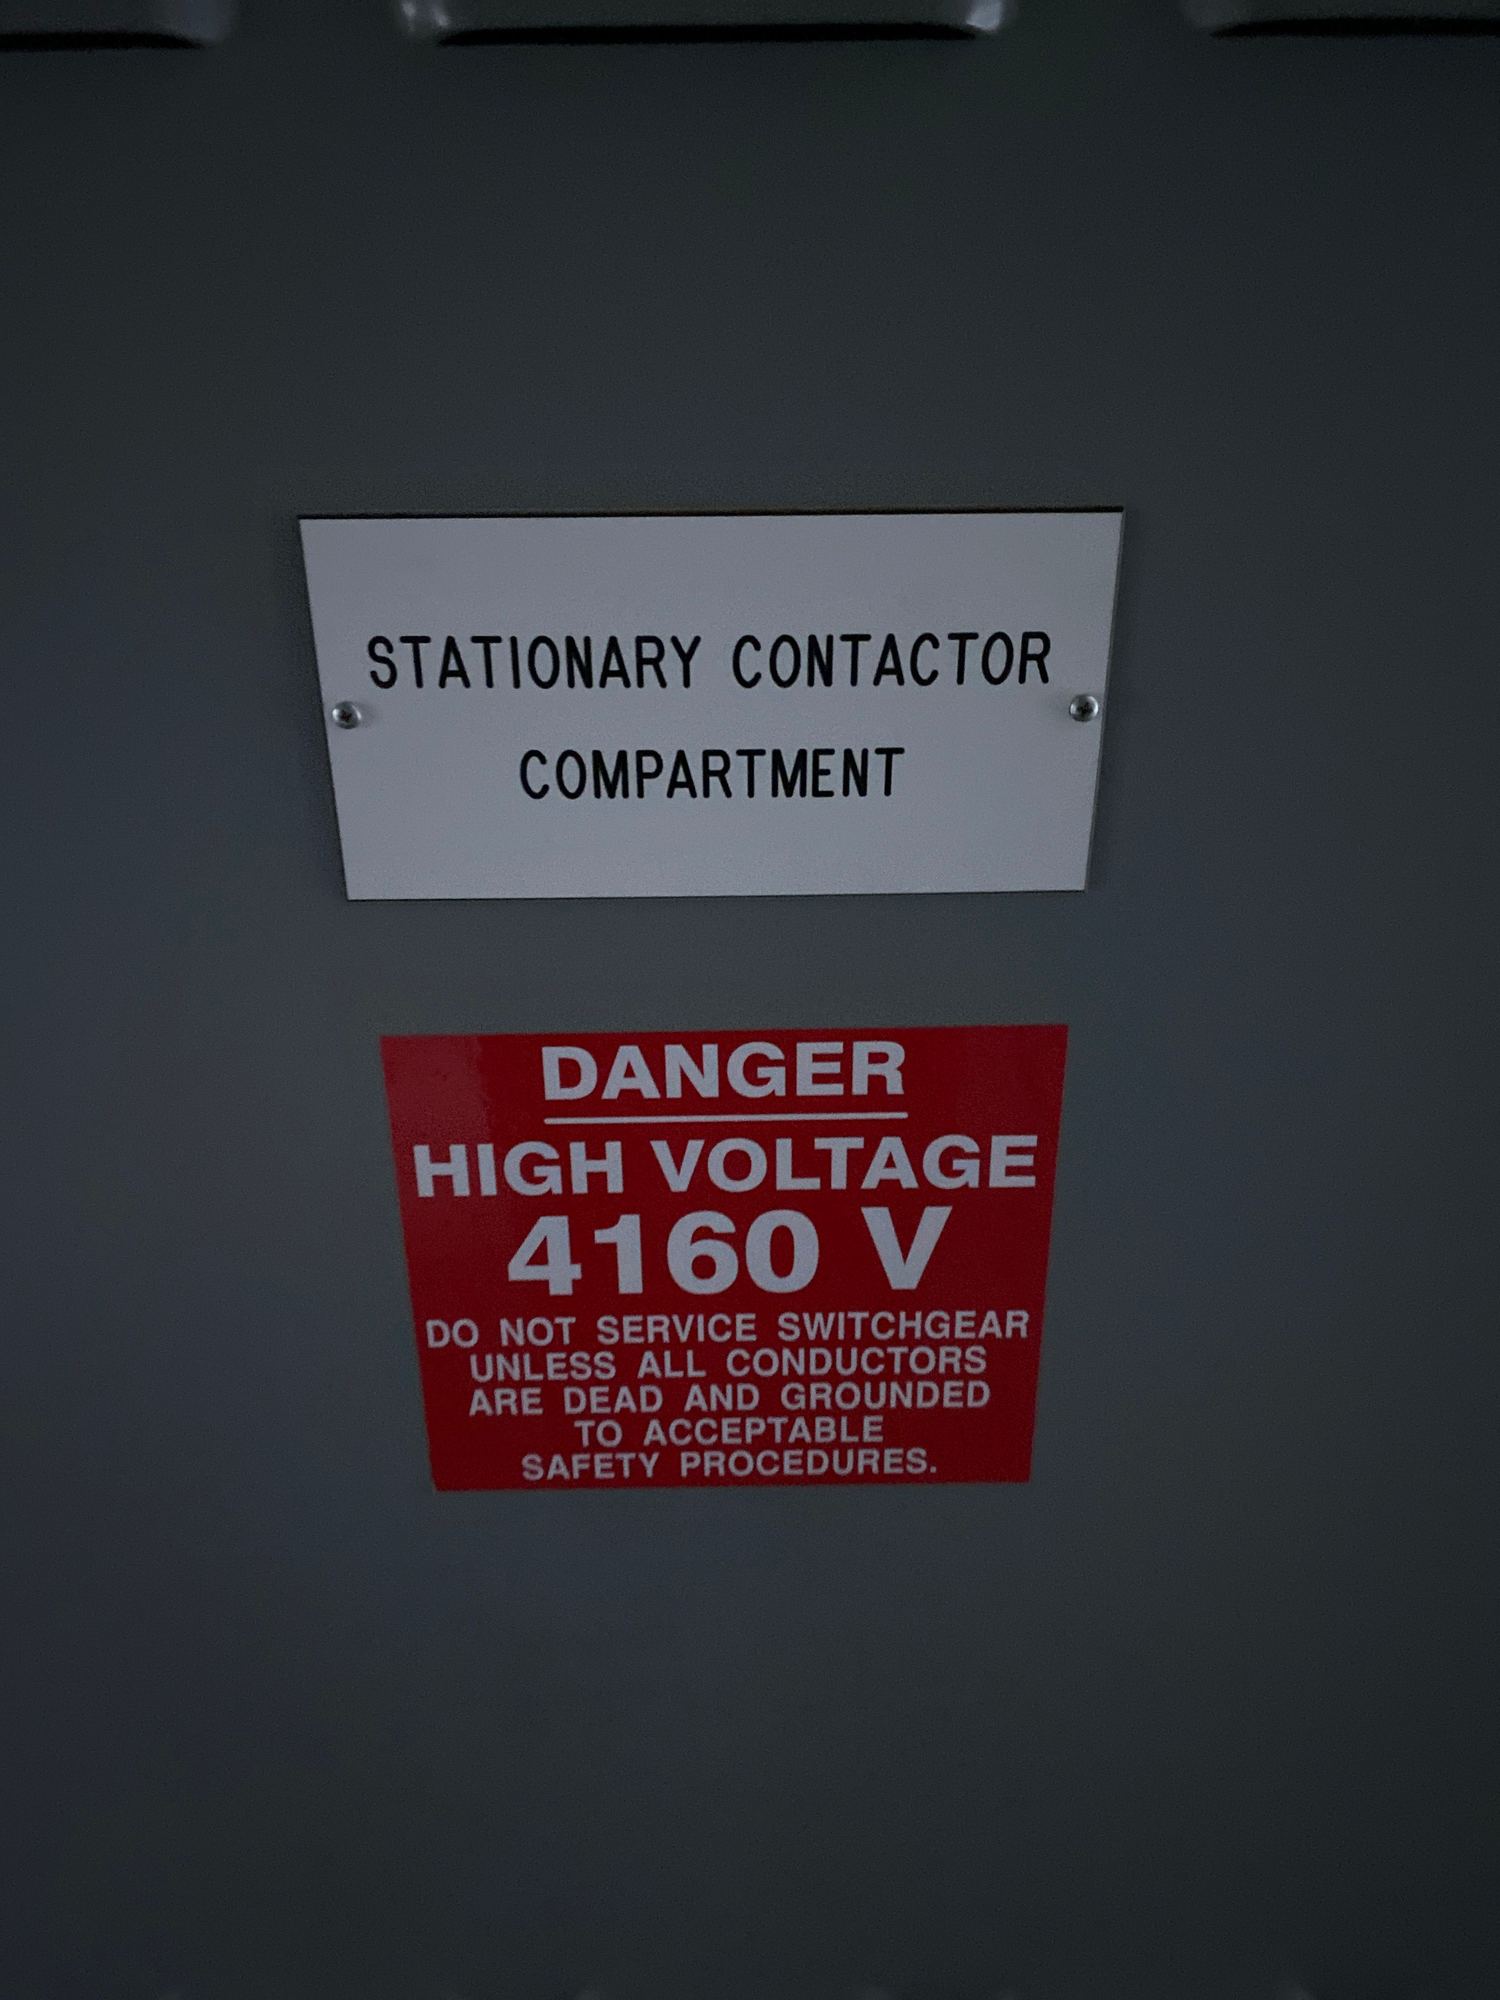 STATIONARY CONTACTOR
COMPARTMENT
DANGER
HIGH VOLTAGE
4160 V
DO NOT SERVICE SWITCHGEAR
UNLESS ALL CONDUCTORS
ARE DEAD AND GROUNDED
TO ACCEPTABLE
SAFETY PROCEDURES.